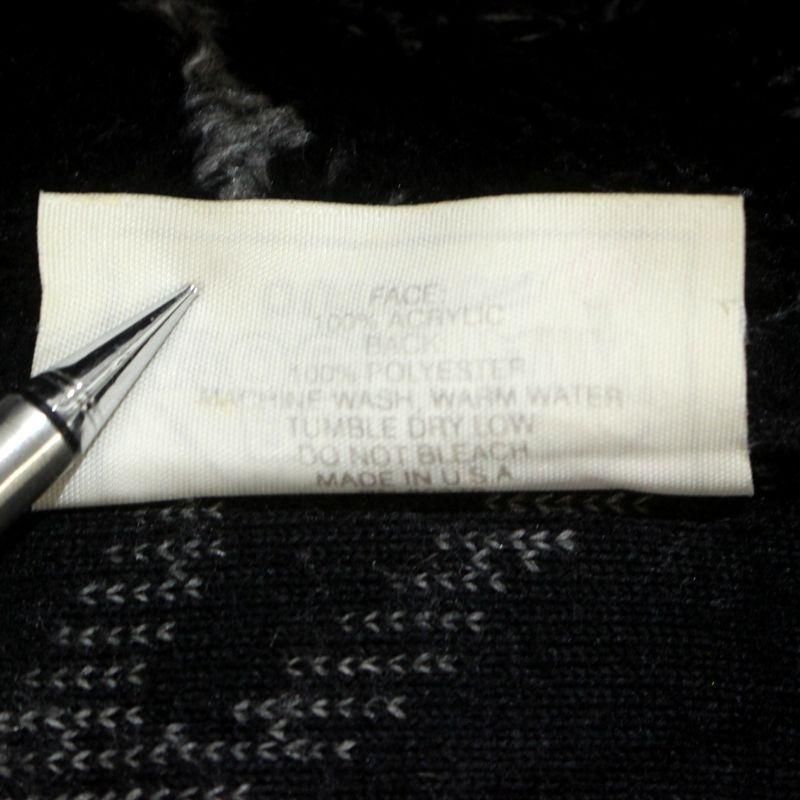 FACE:
100% ACRYLIC
BACK:
100% POLYESTER
MACHINE WASH, WARM WATER
TUMBLE DRY LOW
DO NOT BLEACH
MADE IN U.S.A.